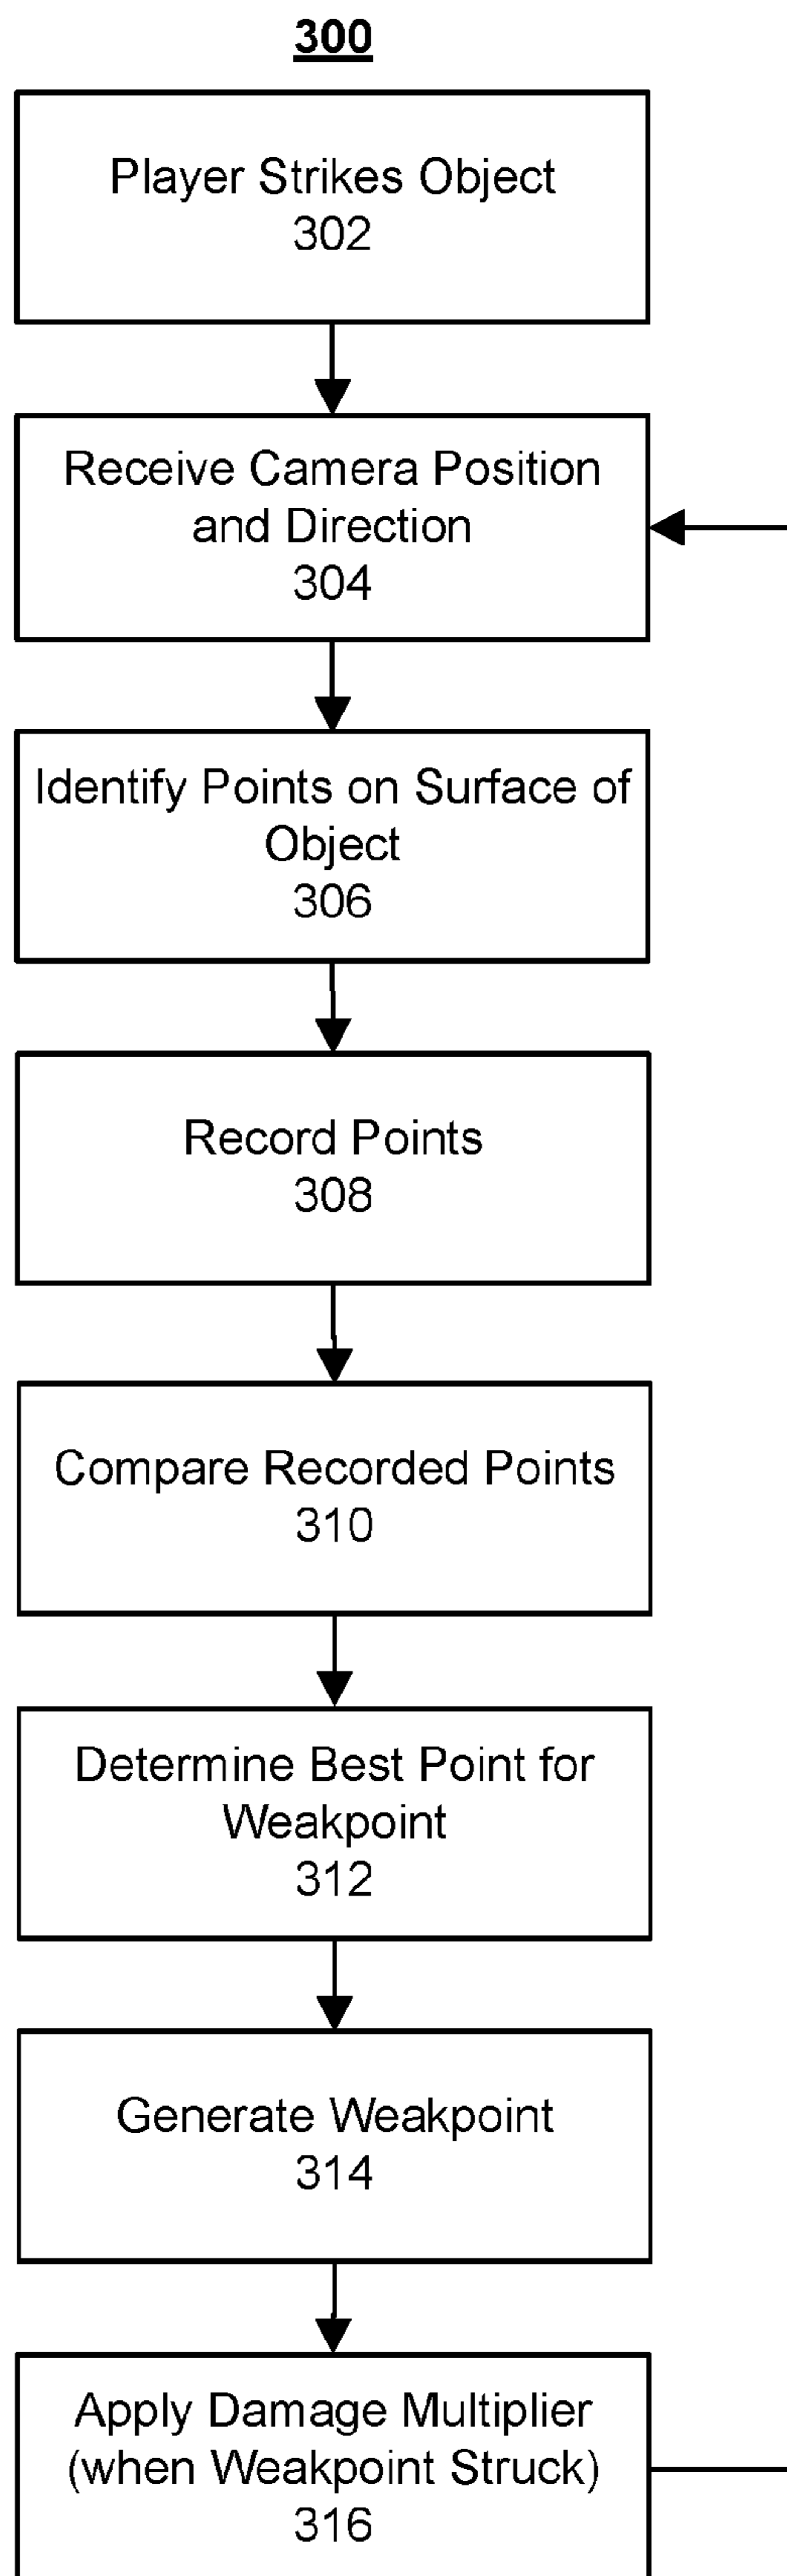 300
Player Strikes Object
302
Receive Camera Position
and Direction
304
Identify Points on Surface of
Object
306
Record Points
308
Compare Recorded Points
310
Determine Best Point for
Weakpoint
312
Generate Weakpoint
314
Apply Damage Multiplier
(when Weakpoint Struck)
316